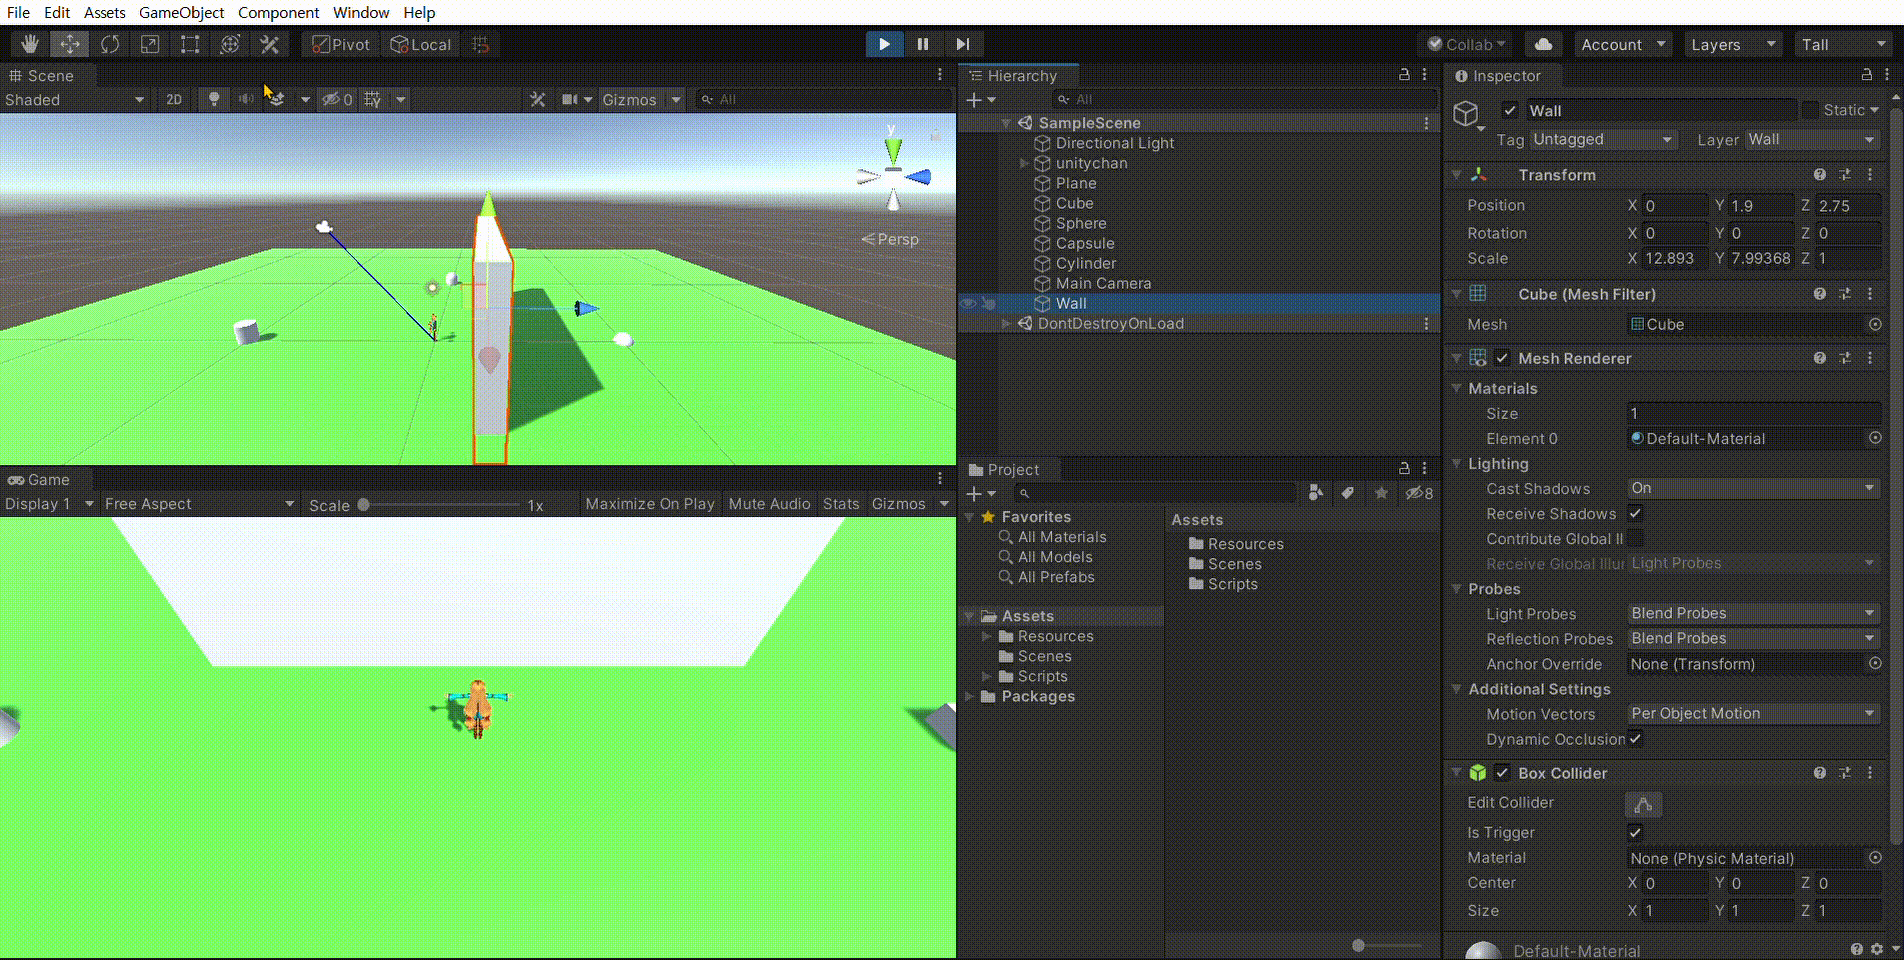 File Edit Assets GameObject Component Window Help
Pivot Local Collab Account Layers Tall
Scene
Shaded 2D 0 Gizmos All
y
Persp
Game
Display 1 Free Aspect Scale 1x Maximize On Play Mute Audio Stats Gizmos
Hierarchy
All
SampleScene
Directional Light
unitychan
Plane
Cube
Sphere
Capsule
Cylinder
Main Camera
Wall
DontDestroyOnLoad
Project
8
Favorites
All Materials
All Models
All Prefabs
Assets
Resources
Scenes
Scripts
Packages
Assets
Resources
Scenes
Scripts
Inspector
Wall Static
Tag Untagged Layer Wall
Transform
Position X 0 Y 1.9 Z 2.75
Rotation X 0 Y 0 Z 0
Scale X 12.893 Y 7.99368 Z 1
Cube (Mesh Filter)
Mesh Cube
Mesh Renderer
Materials
Size 1
Element 0 Default-Material
Lighting
Cast Shadows On
Receive Shadows
Contribute Global Il
Receive Global Illur Light Probes
Probes
Light Probes Blend Probes
Reflection Probes Blend Probes
Anchor Override None (Transform)
Additional Settings
Motion Vectors Per Object Motion
Dynamic Occlusion
Box Collider
Edit Collider
Is Trigger
Material None (Physic Material)
Center X 0 Y 0 Z 0
Size X 1 Y 1 Z 1
Default-Material